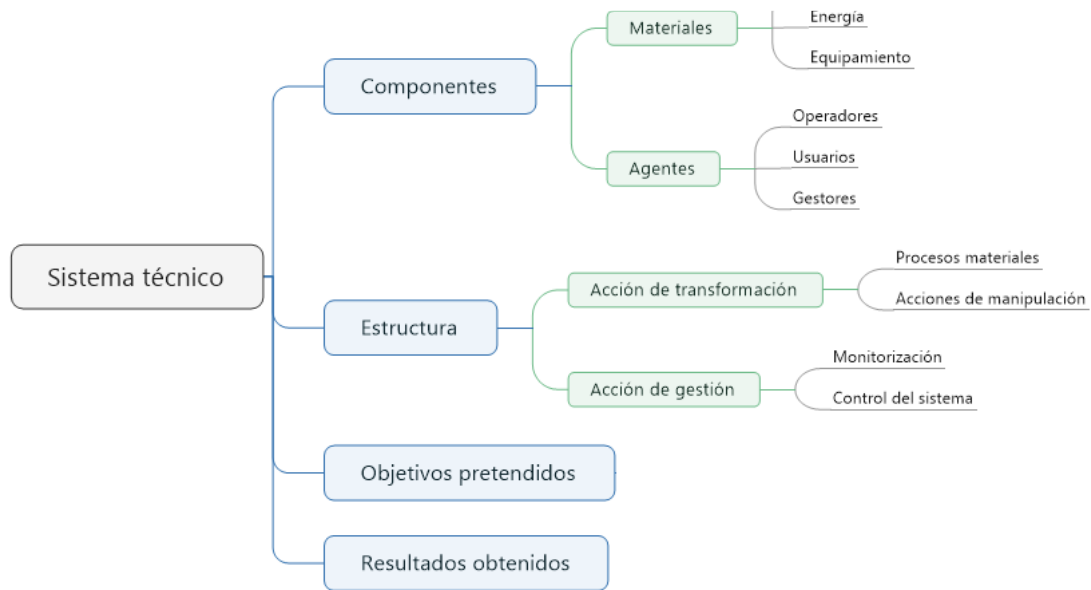 Sistema técnico
Componentes
Materiales
Energía
Equipamiento
Agentes
Operadores
Usuarios
Gestores
Estructura
Acción de transformación
Procesos materiales
Acciones de manipulación
Acción de gestión
Monitorización
Control del sistema
Objetivos pretendidos
Resultados obtenidos